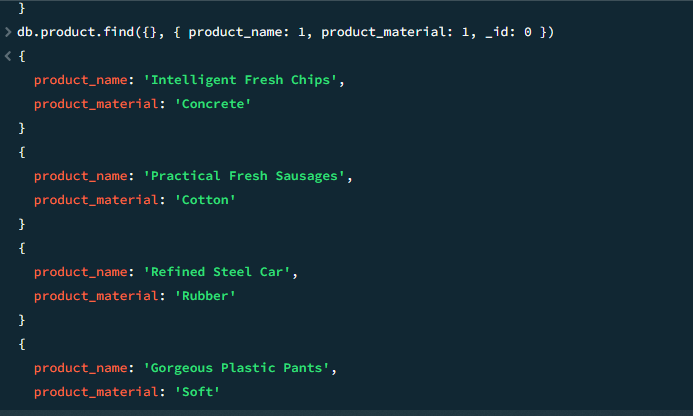 }
> db.product.find({}, { product_name: 1, product_material: 1, _id: 0 })
< {
product_name: 'Intelligent Fresh Chips',
product_material: 'Concrete'
}
{
product_name: 'Practical Fresh Sausages',
product_material: 'Cotton'
}
{
product_name: 'Refined Steel Car',
product_material: 'Rubber'
}
{
product_name: 'Gorgeous Plastic Pants',
product_material: 'Soft'